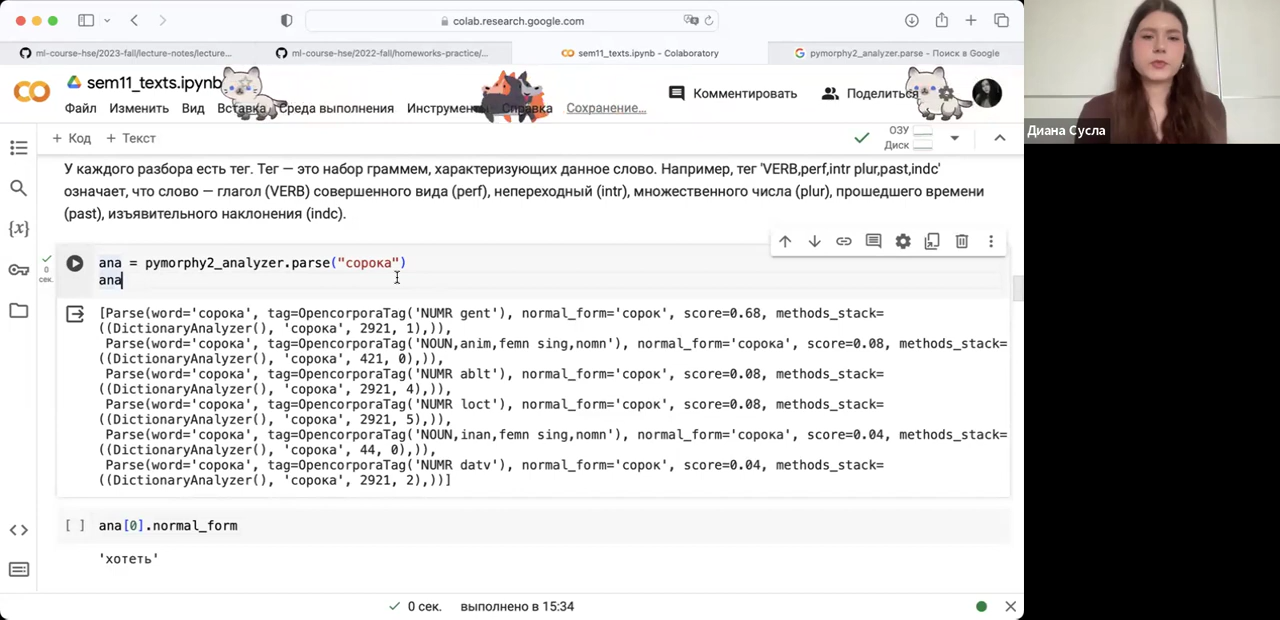 colab.research.google.com
ml-course-hse/2023-fall/lecture-notes/lecture...
ml-course-hse/2022-fall/homeworks-practice/...
sem11_texts.ipynb - Colaboratory
pymorphy2_analyzer.parse - Поиск в Google
sem11_texts.ipynb
Комментировать
Поделиться
Файл Изменить Вид Вставка Среда выполнения Инструменты Справка Сохранение...
Диана Сусла
+ Код + Текст
ОЗУ
Диск
У каждого разбора есть тег. Тег — это набор граммем, характеризующих данное слово. Например, тег 'VERB,perf,intr plur,past,indc'
означает, что слово — глагол (VERB) совершенного вида (perf), непереходный (intr), множественного числа (plur), прошедшего времени
(past), изъявительного наклонения (indc).
0
сек.
ana = pymorphy2_analyzer.parse("сорока")
ana
[Parse(word='сорока', tag=OpencorporaTag('NUMR gent'), normal_form='сорок', score=0.68, methods_stack=
((DictionaryAnalyzer(), 'сорока', 2921, 1),)),
Parse(word='сорока', tag=OpencorporaTag('NOUN,anim,femn sing,nomn'), normal_form='сорока', score=0.08, methods_stack=
((DictionaryAnalyzer(), 'сорока', 421, 0),)),
Parse(word='сорока', tag=OpencorporaTag('NUMR ablt'), normal_form='сорок', score=0.08, methods_stack=
((DictionaryAnalyzer(), 'сорока', 2921, 4),)),
Parse(word='сорока', tag=OpencorporaTag('NUMR loct'), normal_form='сорок', score=0.08, methods_stack=
((DictionaryAnalyzer(), 'сорока', 2921, 5),)),
Parse(word='сорока', tag=OpencorporaTag('NOUN,inan,femn sing,nomn'), normal_form='сорока', score=0.04, methods_stack=
((DictionaryAnalyzer(), 'сорока', 44, 0),)),
Parse(word='сорока', tag=OpencorporaTag('NUMR datv'), normal_form='сорок', score=0.04, methods_stack=
((DictionaryAnalyzer(), 'сорока', 2921, 2),))]
[ ] ana[0].normal_form
'хотеть'
0 сек. выполнено в 15:34